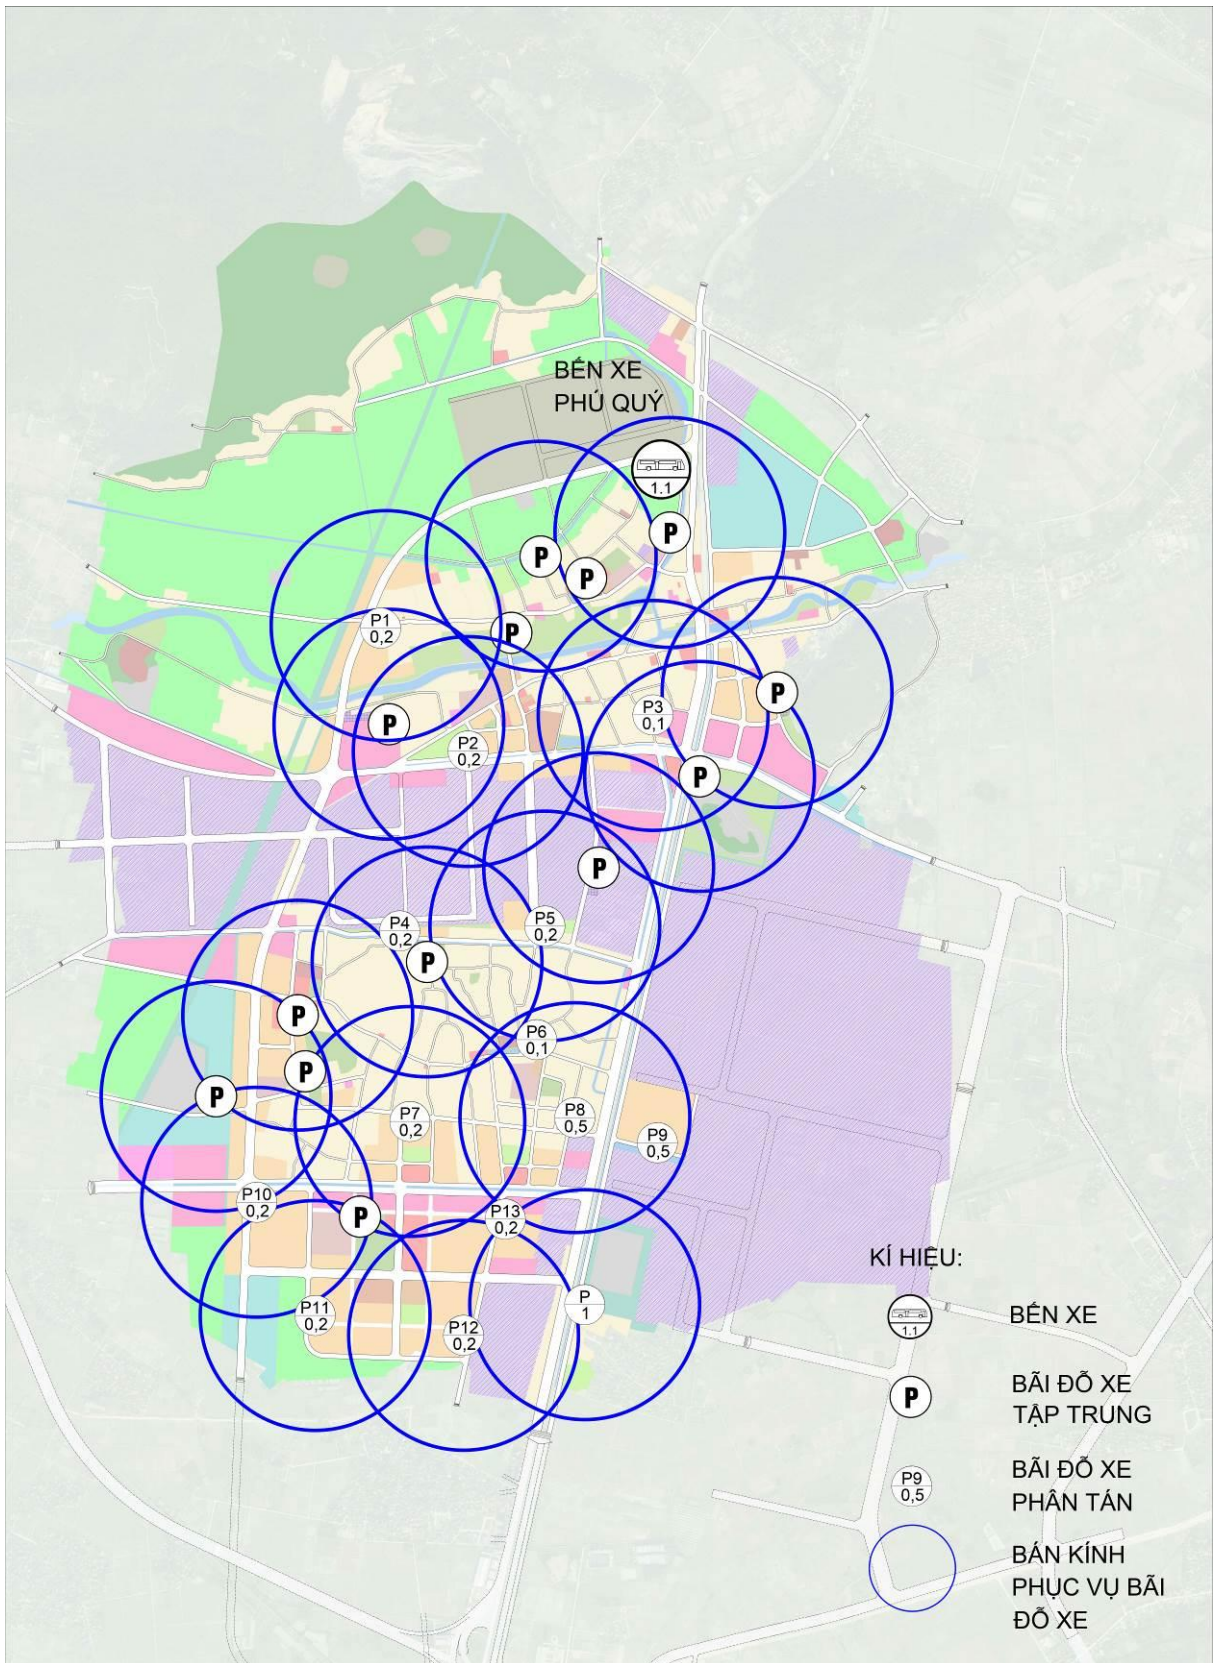 BẾN XE
PHÚ QUÝ
1.1
P
P
P
P
P1
0,2
P
P3
0,1
P
P2
0,2
P
P
P4
0,2
P5
0,2
P
P
P6
0,1
P
P
P7
0,2
P8
0,5
P9
0,5
P10
0,2
P
P13
0,2
P11
0,2
P12
0,2
P
1
KÍ HIỆU:
1.1
BẾN XE
P
BÃI ĐỖ XE
TẬP TRUNG
P9
0,5
BÃI ĐỖ XE
PHÂN TÁN
BÁN KÍNH
PHỤC VỤ BÃI
ĐỖ XE